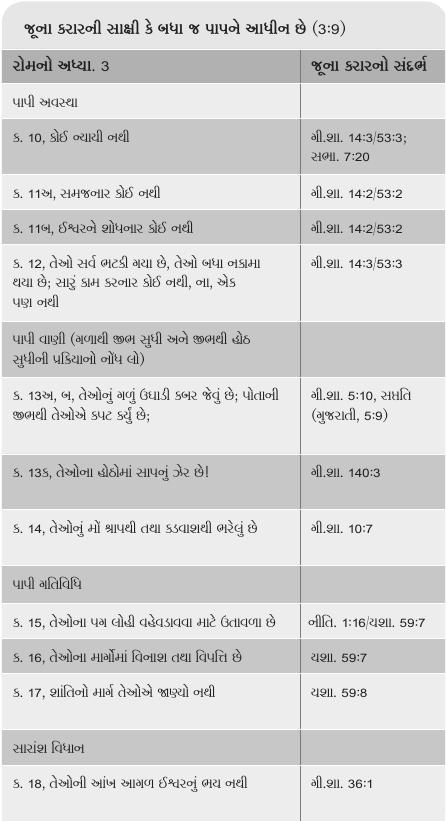 જૂના કરારની સાક્ષી કે બધા જ પાપને આધીન છે (3:9)
રોમનો અધ્યા. 3
જૂના કરારનો સંદર્ભ
પાપી અવસ્થા
ક. 10, કોઈ ન્યાયી નથી
ગી.શા. 14:3/53:3;
સભા. 7:20
ક. 11અ, સમજનાર કોઈ નથી
ગી.શા. 14:2/53:2
ક. 11બ, ઈશ્વરને શોધનાર કોઈ નથી
ગી.શા. 14:2/53:2
ક. 12, તેઓ સર્વ ભટકી ગયા છે, તેઓ બધા નકામા
થયા છે; સારું કામ કરનાર કોઈ નથી, ના, એક
પણ નથી
ગી.શા. 14:3/53:3
પાપી વાણી (ગળાથી જીભ સુધી અને જીભથી હોઠ
સુધીની પ્રક્રિયાનો નોંધ લો)
ક. 13અ, બ, તેઓનું ગળું ઉઘાડી કબર જેવું છે; પોતાની
જીભથી તેઓએ કપટ કર્યું છે;
ગી.શા. 5:10, સપ્તતિ
(ગુજરાતી, 5:9)
ક. 13ક, તેઓના હોઠોમાં સાપનું ઝેર છે!
ગી.શા. 140:3
ક. 14, તેઓનું મોં શ્રાપથી તથા કડવાશથી ભરેલું છે
ગી.શા. 10:7
પાપી ગતિવિધિ
ક. 15, તેઓના પગ લોહી વહેવડાવવા માટે ઉતાવળા છે
નીતિ. 1:16/યશા. 59:7
ક. 16, તેઓના માર્ગોમાં વિનાશ તથા વિપત્તિ છે
યશા. 59:7
ક. 17, શાંતિનો માર્ગ તેઓએ જાણ્યો નથી
યશા. 59:8
સારાંશ વિધાન
ક. 18, તેઓની આંખ આગળ ઈશ્વરનું ભય નથી
ગી.શા. 36:1